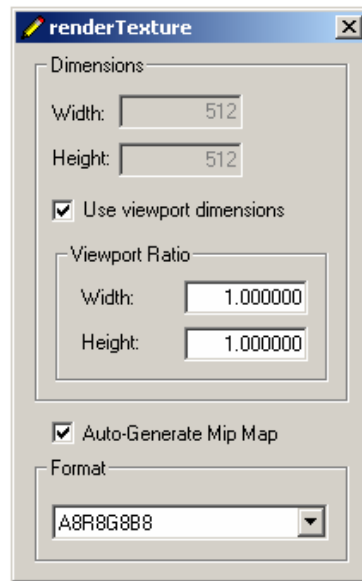 renderTexture
Dimensions
Width: 512
Height: 512
Use viewport dimensions
Viewport Ratio
Width: 1.000000
Height: 1.000000
Auto-Generate Mip Map
Format
A8R8G8B8